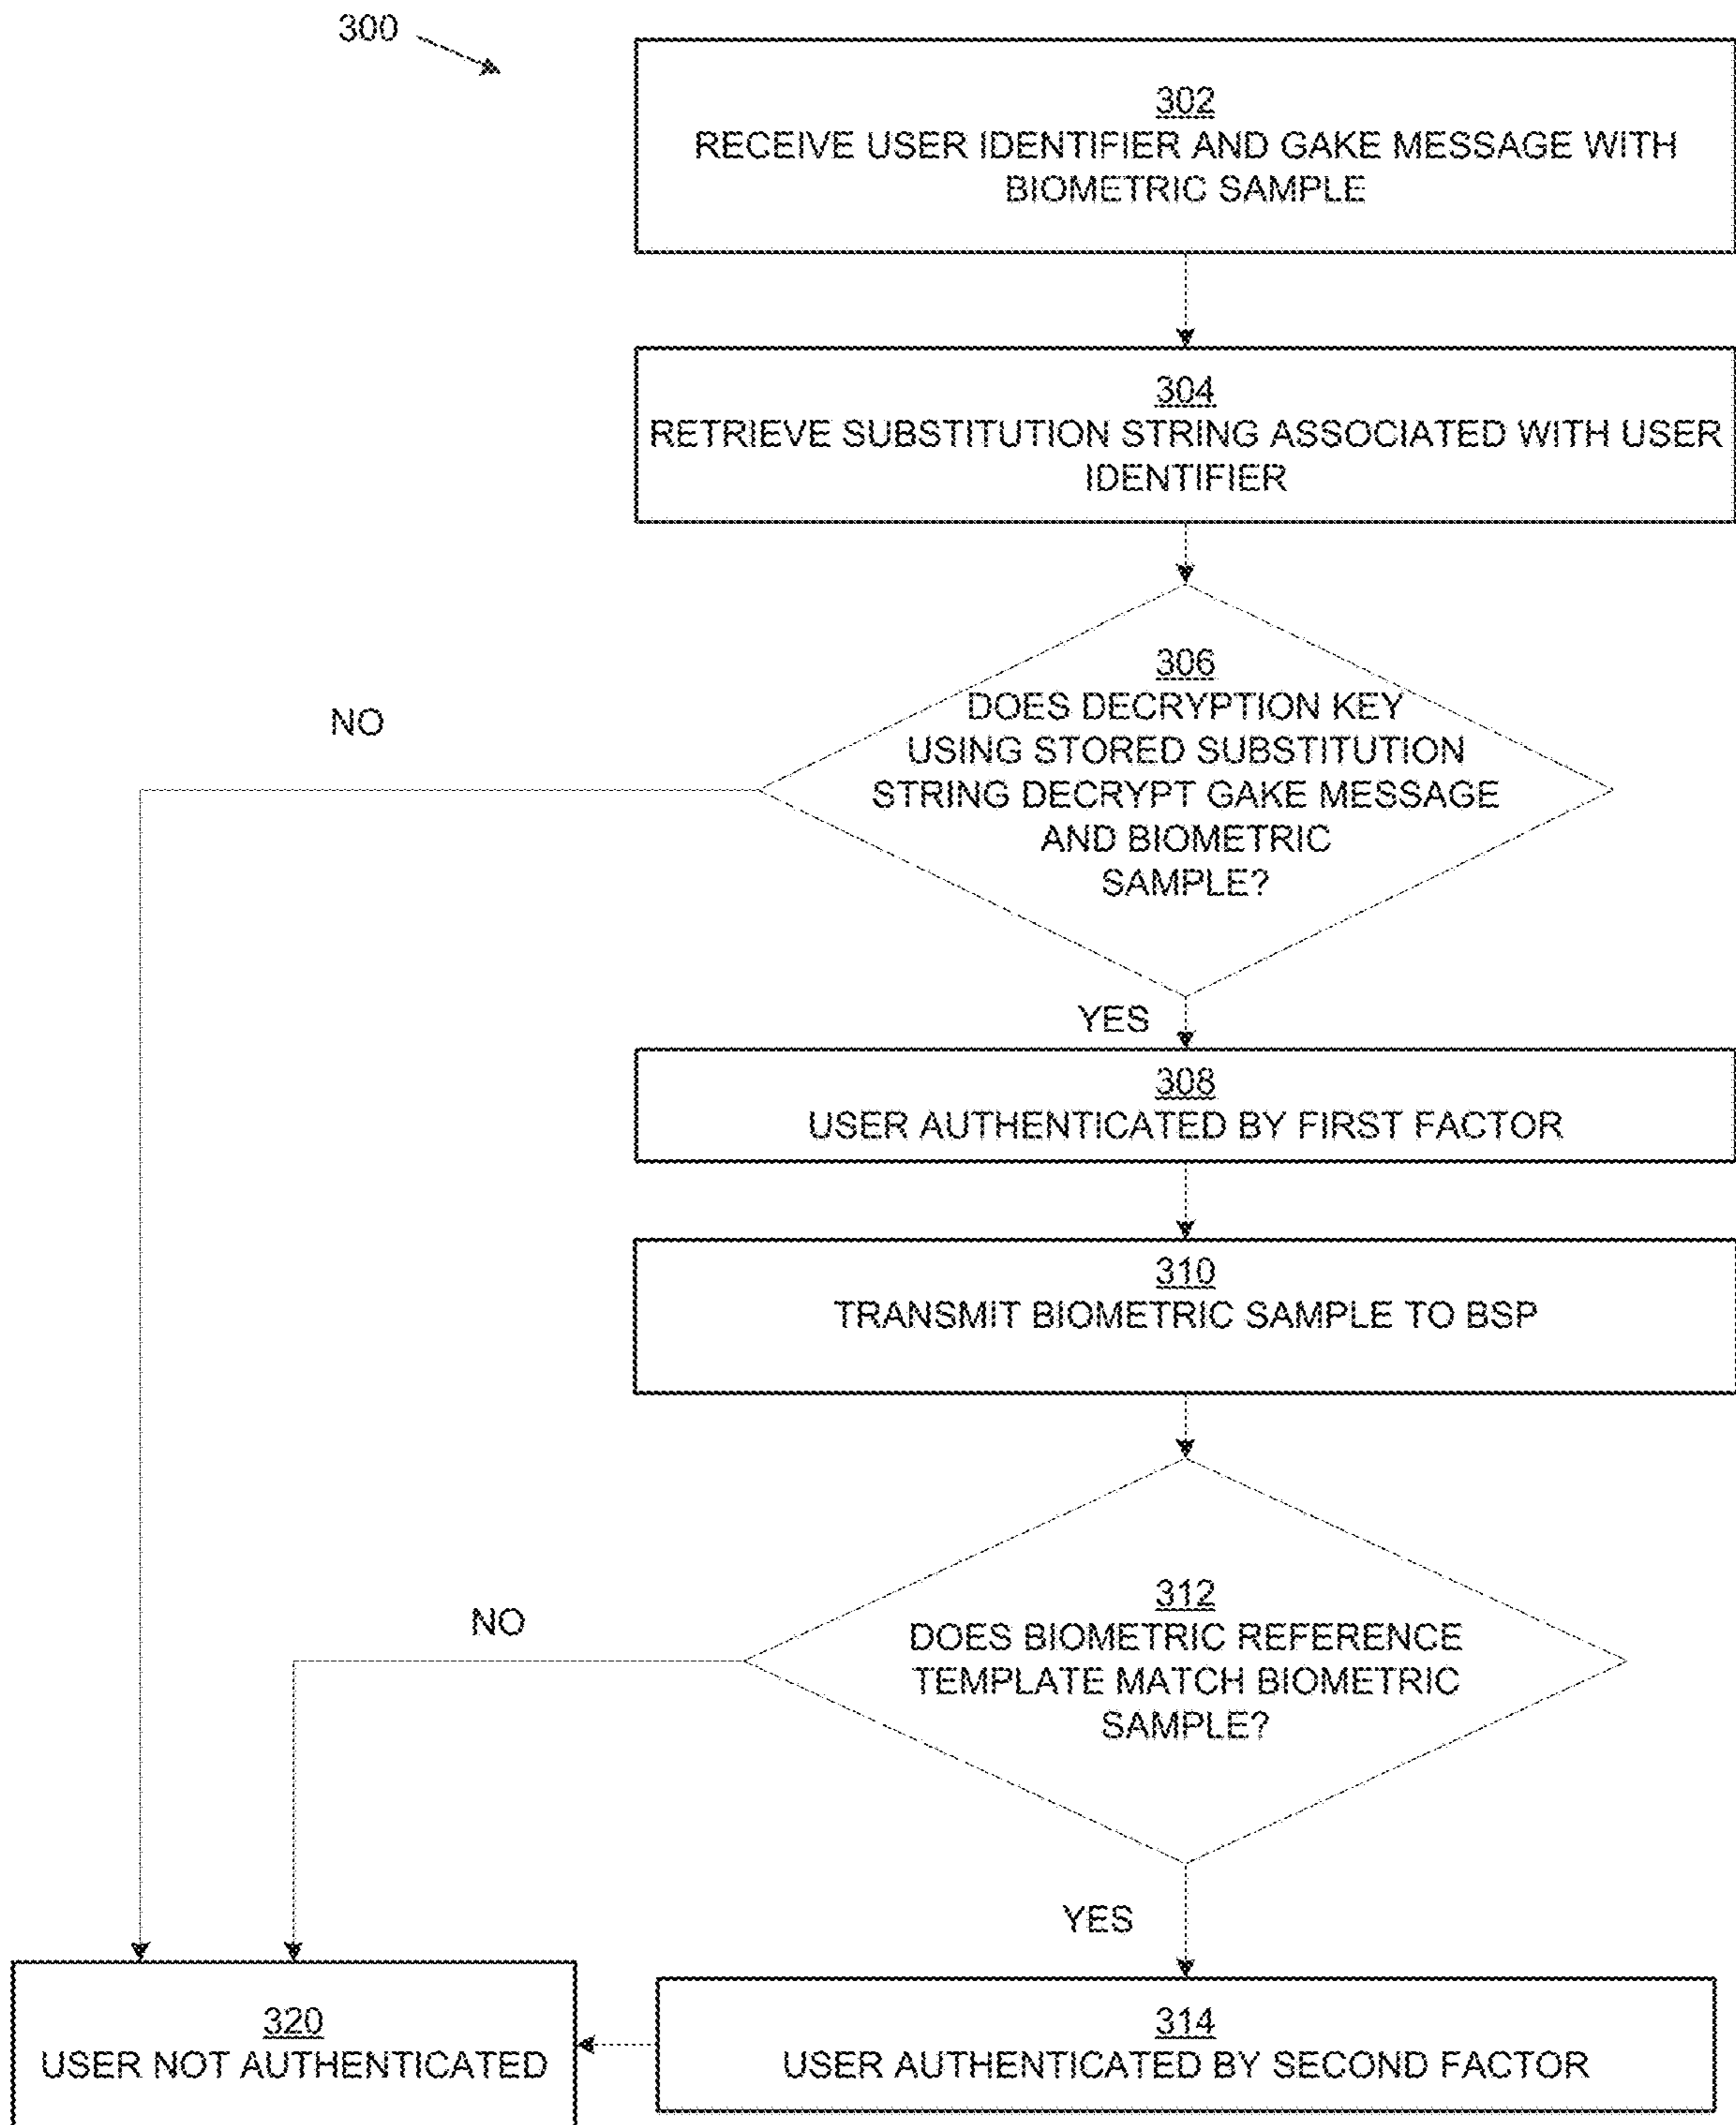 300
302
RECEIVE USER IDENTIFIER AND GAKE MESSAGE WITH
BIOMETRIC SAMPLE
304
RETRIEVE SUBSTITUTION STRING ASSOCIATED WITH USER
IDENTIFIER
306
DOES DECRYPTION KEY
USING STORED SUBSTITUTION
STRING DECRYPT GAKE MESSAGE
AND BIOMETRIC
SAMPLE?
NO
YES
308
USER AUTHENTICATED BY FIRST FACTOR
310
TRANSMIT BIOMETRIC SAMPLE TO BSP
312
DOES BIOMETRIC REFERENCE
TEMPLATE MATCH BIOMETRIC
SAMPLE?
NO
YES
320
USER NOT AUTHENTICATED
314
USER AUTHENTICATED BY SECOND FACTOR